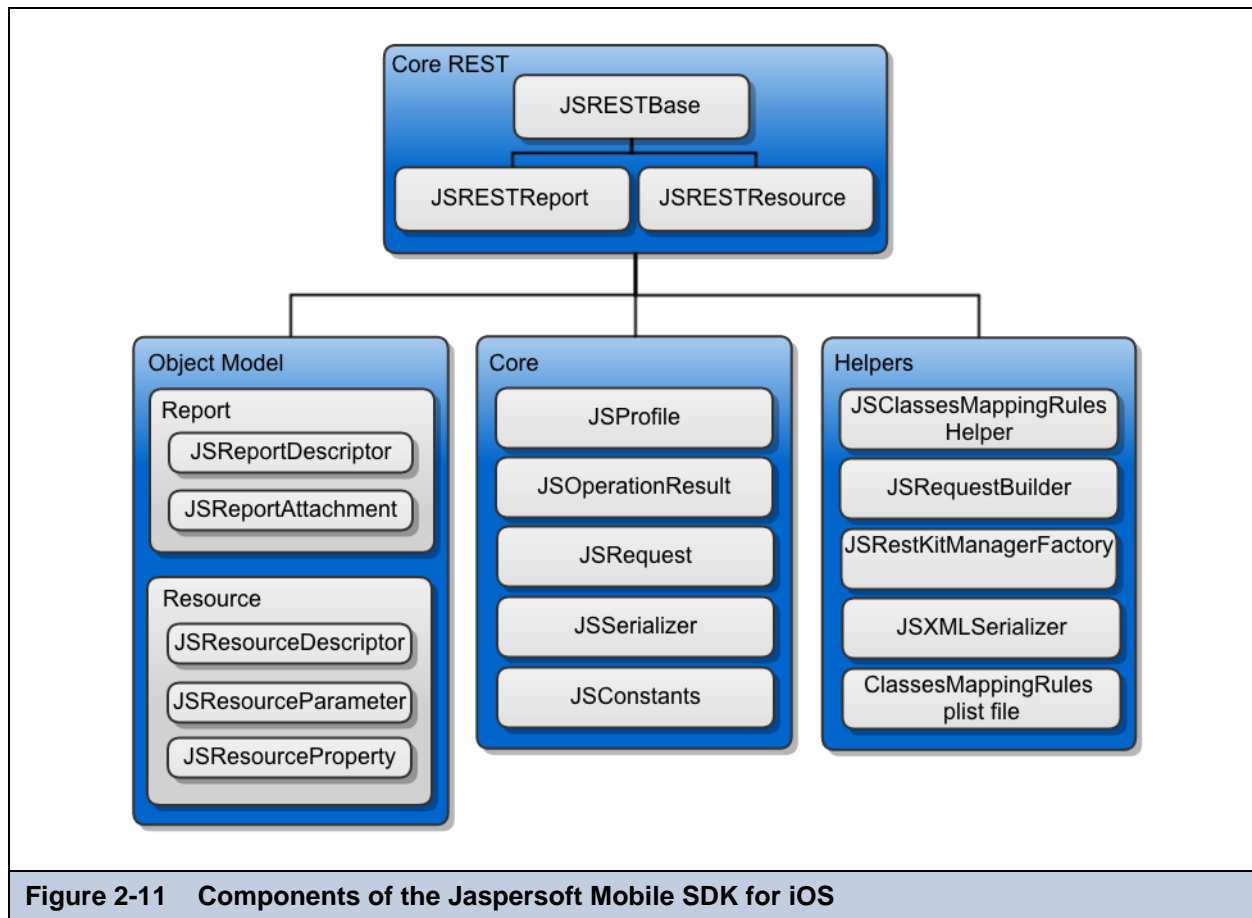 Core REST
JSRESTBase
JSRESTReport
JSRESTResource
Object Model
Report
JSReportDescriptor
JSReportAttachment
Resource
JSResourceDescriptor
JSResourceParameter
JSResourceProperty
Core
JSProfile
JSOperationResult
JSRequest
JSSerializer
JSConstants
Helpers
JSClassesMappingRules
Helper
JSRequestBuilder
JSRestKitManagerFactory
JSXMLSerializer
ClassesMappingRules
plist file
Figure 2-11 Components of the Jaspersoft Mobile SDK for iOS